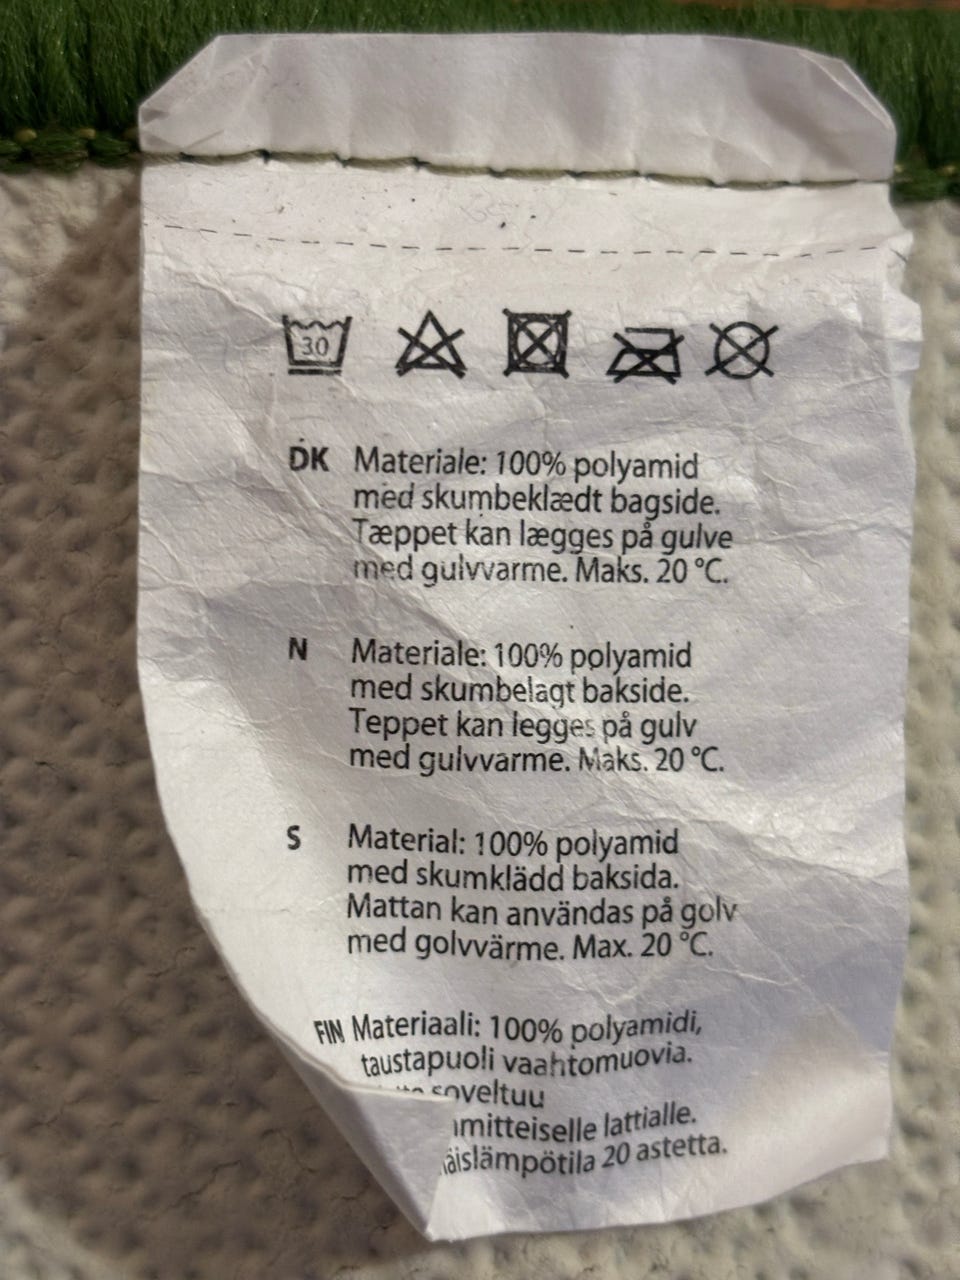 30
DK Materiale: 100% polyamid
med skumbeklædt bagside.
Tæppet kan lægges på gulve
med gulvvarme. Maks. 20 °C.
N Materiale: 100% polyamid
med skumbelagt bakside.
Teppet kan legges på gulv
med gulvvarme. Maks. 20 °C.
S Material: 100% polyamid
med skumklädd baksida.
Mattan kan användas på golv
med golvvärme. Max. 20 °C.
FIN Materiaali: 100% polyamidi,
taustapuoli vaahtomuovia.
soveltuu
lattialle.
20 astetta.